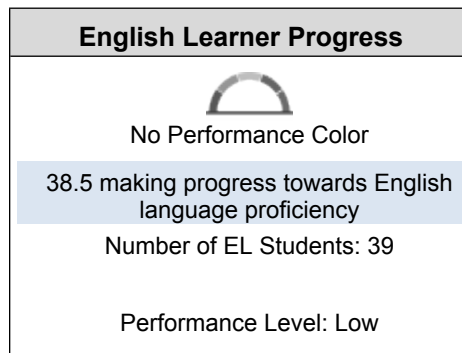 English Learner Progress
No Performance Color
38.5 making progress towards English
language proficiency
Number of EL Students: 39
Performance Level: Low